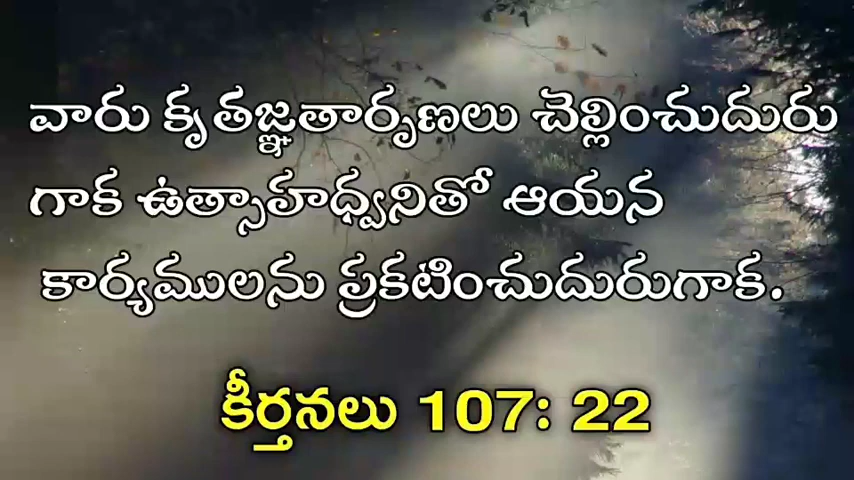 వారు కృతజ్ఞతార్పణలు చెల్లించుదురు
గాక ఉత్సాహధ్వనితో ఆయన
కార్యములను ప్రకటించుదురుగాక.
కీర్తనలు 107: 22